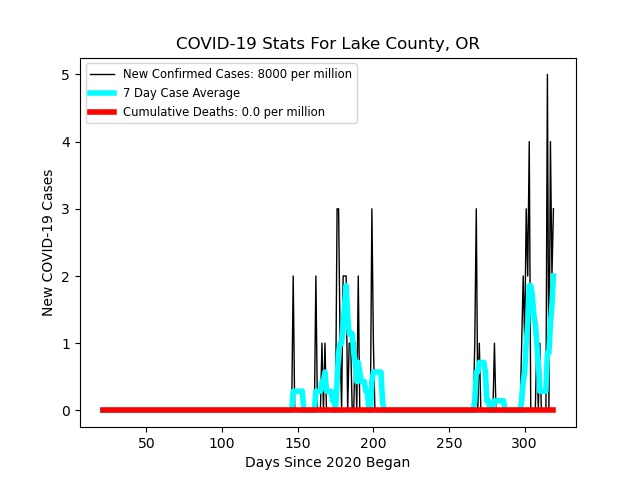 COVID-19 Stats For Lake County, OR
New Confirmed Cases: 8000 per million
7 Day Case Average
Cumulative Deaths: 0.0 per million
New COVID-19 Cases
5
4
3
2
1
0
50 100 150 200 250 300
Days Since 2020 Began